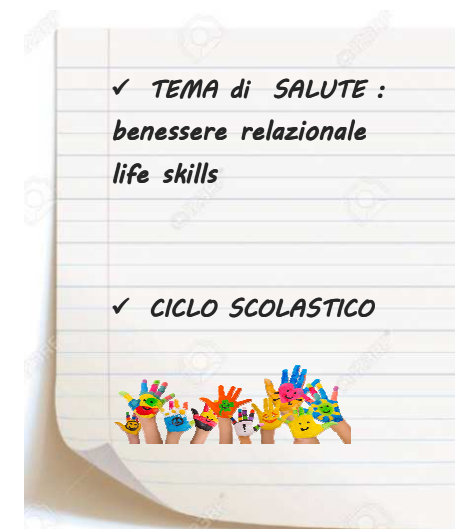 ✓ TEMA di SALUTE :
benessere relazionale
life skills
✓ CICLO SCOLASTICO